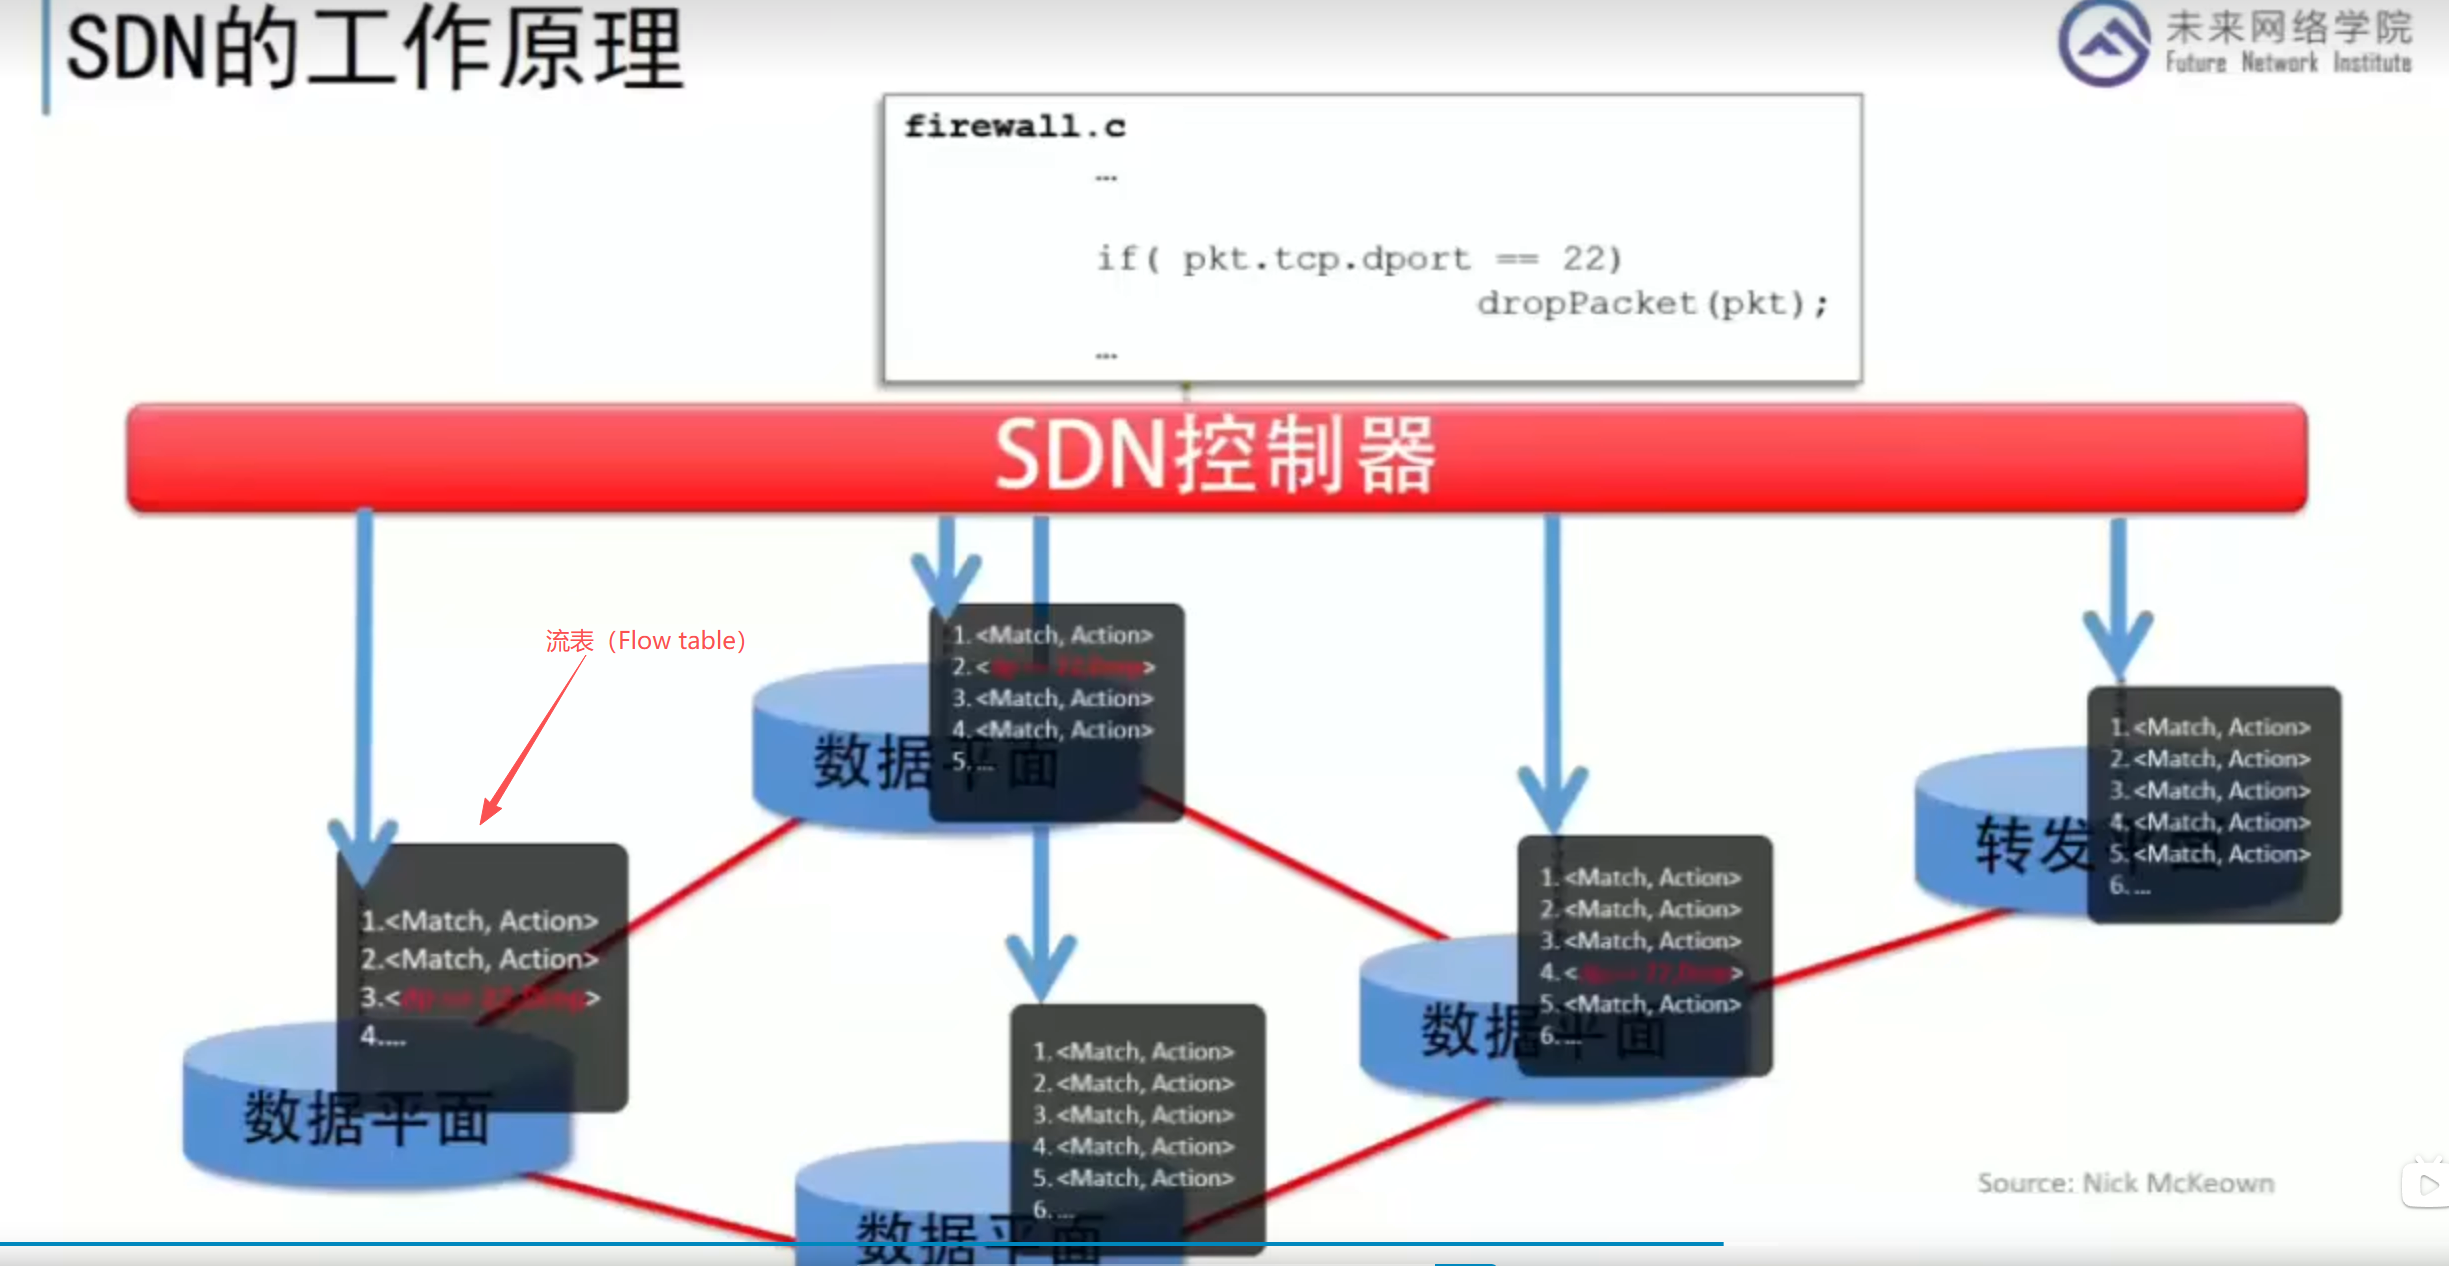 SDN的工作原理
未来网络学院
Future Network Institute
firewall.c
…
if( pkt.tcp.dport == 22)
dropPacket(pkt);
…
SDN控制器
流表（Flow table）
1.<Match, Action>
2.<Match, Action>
3.< >
4....
数据平面
1.<Match, Action>
2.< >
3.<Match, Action>
4.<Match, Action>
5. ...
数据平面
1.<Match, Action>
2.<Match, Action>
3.<Match, Action>
4.<Match, Action>
5.<Match, Action>
6. ...
数据平面
1.<Match, Action>
2.<Match, Action>
3.<Match, Action>
4.< >
5.<Match, Action>
6. ...
数据平面
1.<Match, Action>
2.<Match, Action>
3.<Match, Action>
4.<Match, Action>
5.<Match, Action>
6. ...
转发平面
Source: Nick McKeown